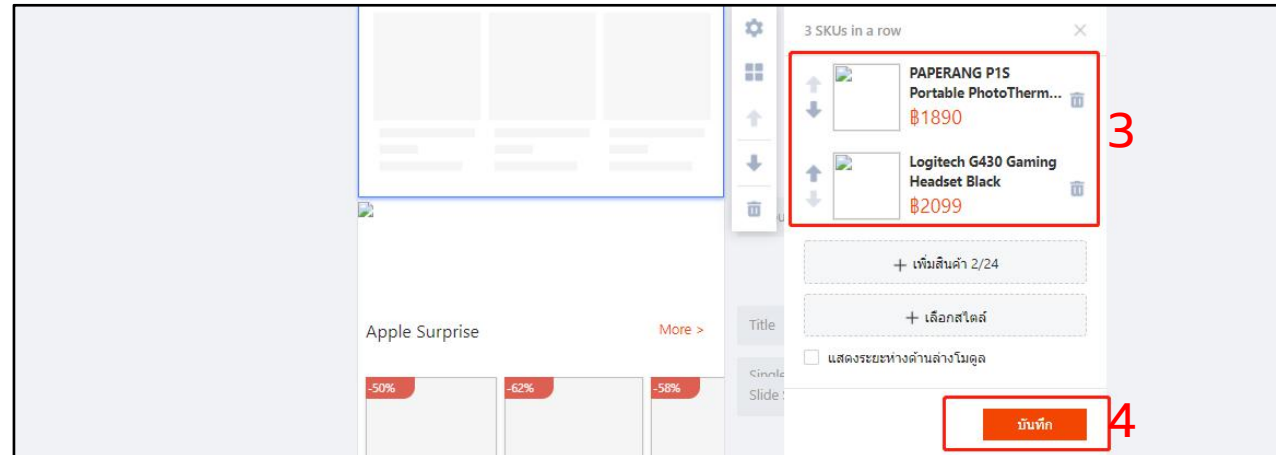 3 SKUs in a row
PAPERANG P1S
Portable PhotoTherm...
฿1890
3
Logitech G430 Gaming
Headset Black
฿2099
+ เพิ่มสินค้า 2/24
+ เลือกสไตล์
แสดงระยะห่างด้านล่างโมดูล
Apple Surprise
More >
Title
Single
Slide
-50%
-62%
-58%
บันทึก
4